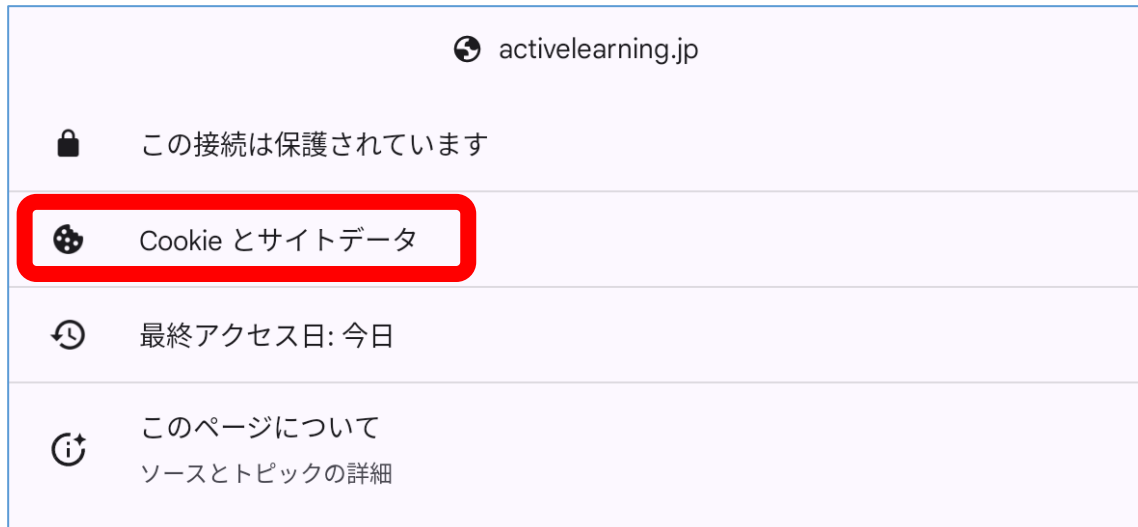 activelearning.jp
この接続は保護されています
Cookie とサイトデータ
最終アクセス日: 今日
このページについて
ソースとトピックの詳細